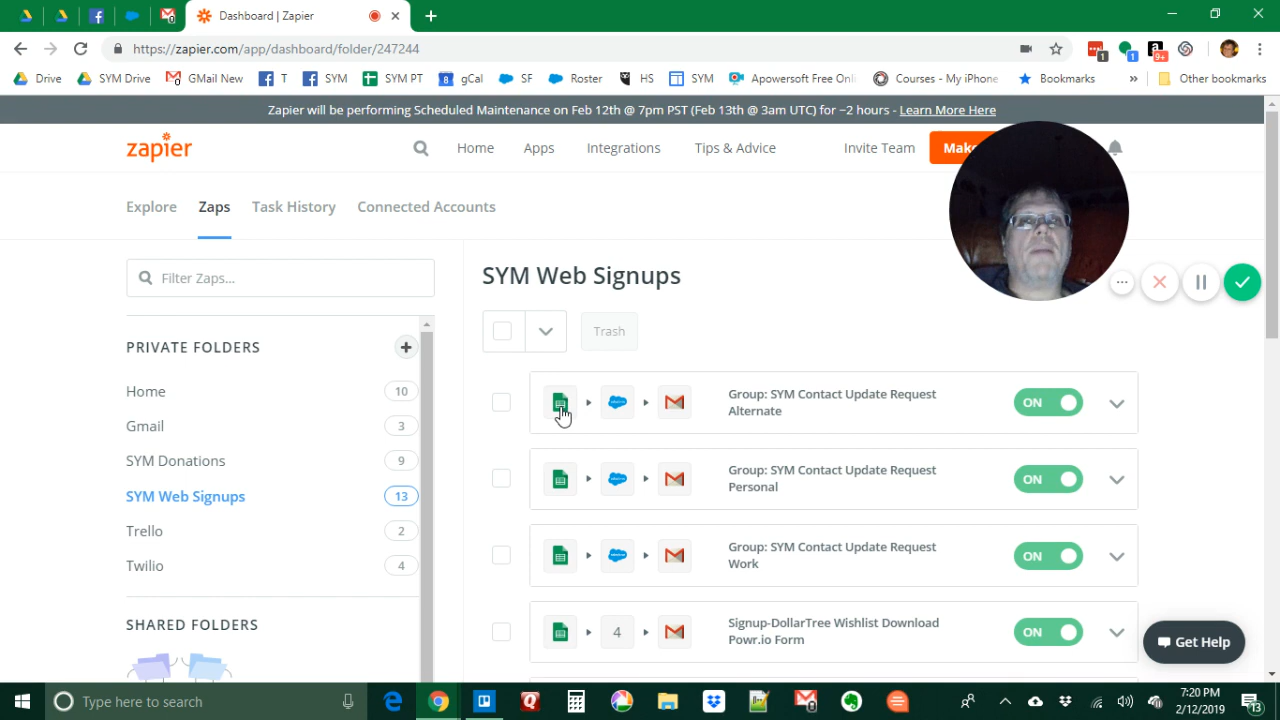 Dashboard | Zapier
https://zapier.com/app/dashboard/folder/247244
Drive
SYM Drive
GMail New
T
SYM
SYM PT
gCal
SF
Roster
HS
SYM
Apowersoft Free Onli
Courses - My iPhone
Bookmarks
»
Other bookmarks
Zapier will be performing Scheduled Maintenance on Feb 12th @ 7pm PST (Feb 13th @ 3am UTC) for ~2 hours - Learn More Here
zapier
Home
Apps
Integrations
Tips & Advice
Invite Team
Make
Explore
Zaps
Task History
Connected Accounts
Filter Zaps...
PRIVATE FOLDERS
Home
10
Gmail
3
SYM Donations
9
SYM Web Signups
13
Trello
2
Twilio
4
SHARED FOLDERS
SYM Web Signups
Trash
Group: SYM Contact Update Request
Alternate
ON
Group: SYM Contact Update Request
Personal
ON
Group: SYM Contact Update Request
Work
ON
4
Signup-DollarTree Wishlist Download
Powr.io Form
ON
Get Help
Type here to search
7:20 PM
2/12/2019
13